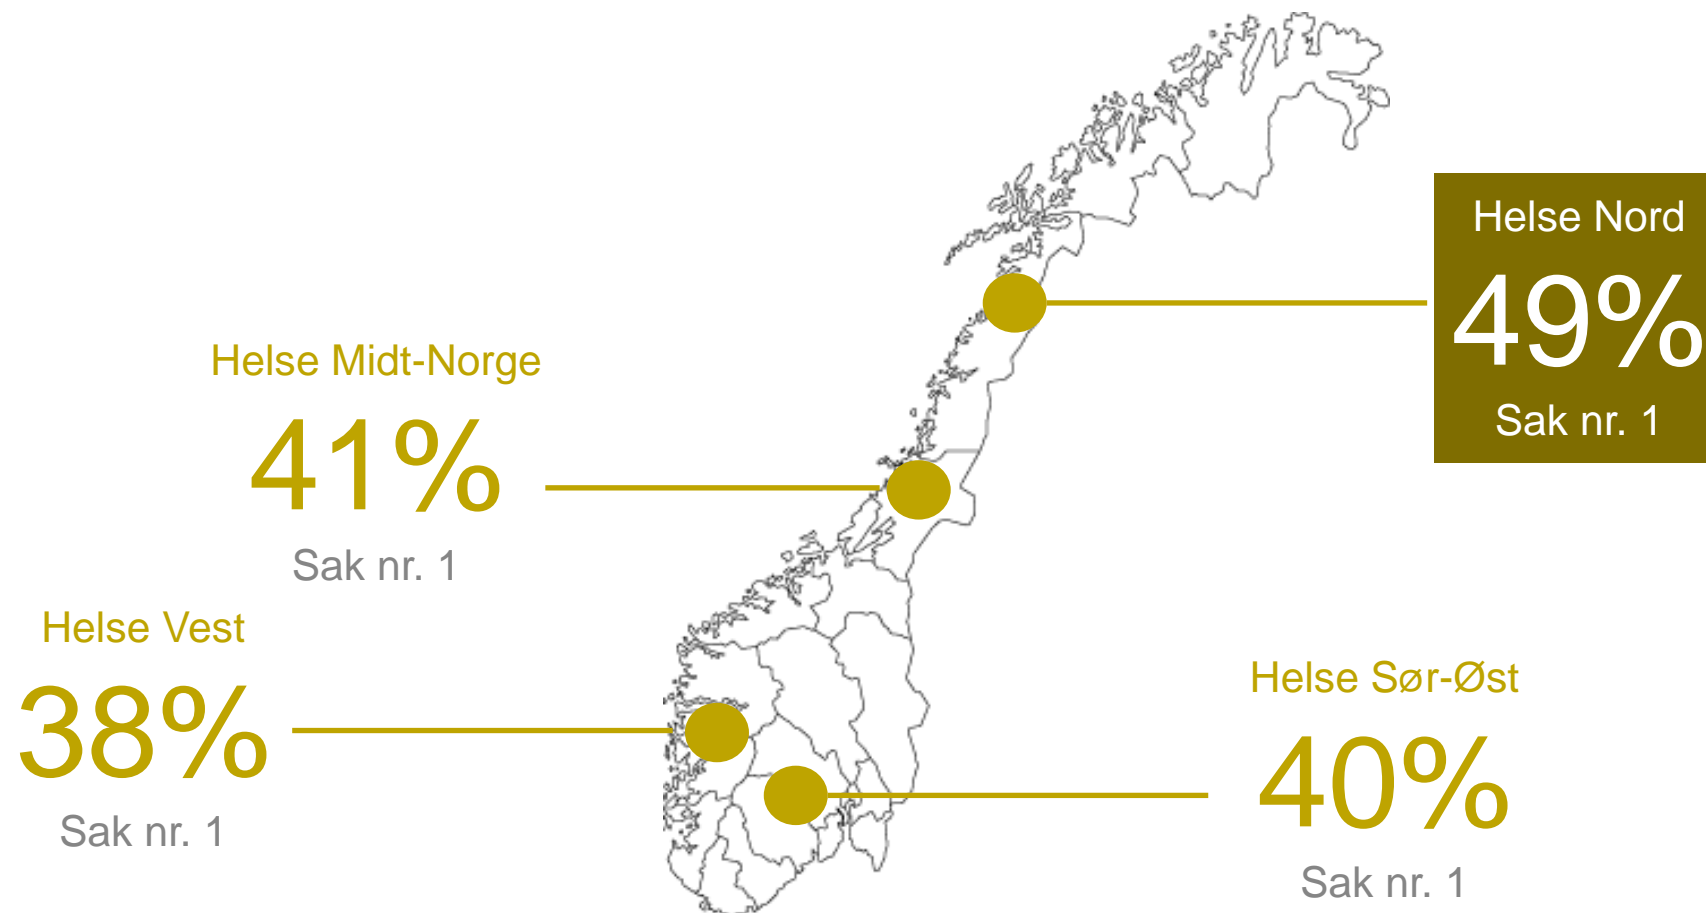 Helse Nord
49%
Sak nr. 1
Helse Midt-Norge
41%
Sak nr. 1
Helse Vest
38%
Sak nr. 1
Helse Sør-Øst
40%
Sak nr. 1